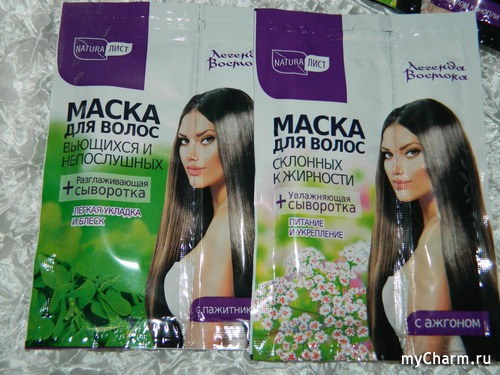 NATURA ЛИСТ
МАСКА
ДЛЯ ВОЛОС
ВЬЮЩИХСЯ И
НЕПОСЛУШНЫХ
+ Разглаживающая
СЫВОРОТКА
ЛЕГКАЯ УКЛАДКА
И БЛЕСК
Легенда
Востока
С ПАЖИТНИК
NATURA ЛИСТ
Легенда
Востока
МАСКА
ДЛЯ ВОЛОС
СКЛОННЫХ
К ЖИРНОСТИ
+ Увлажняющая
СЫВОРОТКА
ПИТАНИЕ
И УКРЕПЛЕНИЕ
С АЖГОНОМ
myCharm.ru